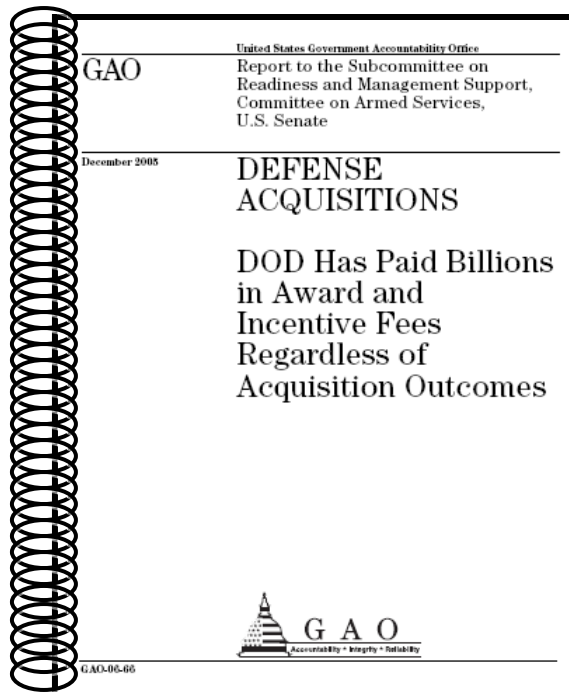 United States Government Accountability Office
GAO
Report to the Subcommittee on
Readiness and Management Support,
Committee on Armed Services,
U.S. Senate
December 2005
DEFENSE
ACQUISITIONS
DOD Has Paid Billions
in Award and
Incentive Fees
Regardless of
Acquisition Outcomes
G A O
Accountability * Integrity * Reliability
GAO-06-66